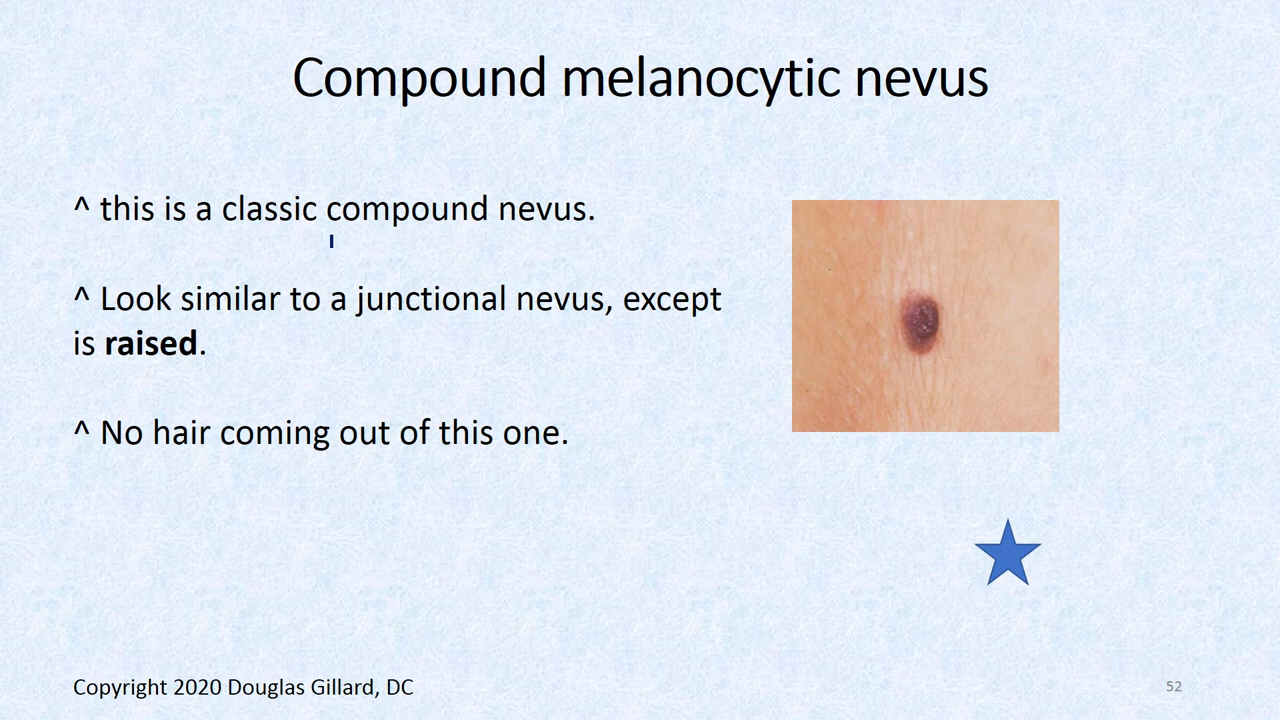 Compound melanocytic nevus
^ this is a classic compound nevus.
^ Look similar to a junctional nevus, except
is raised.
^ No hair coming out of this one.
Copyright 2020 Douglas Gillard, DC
52